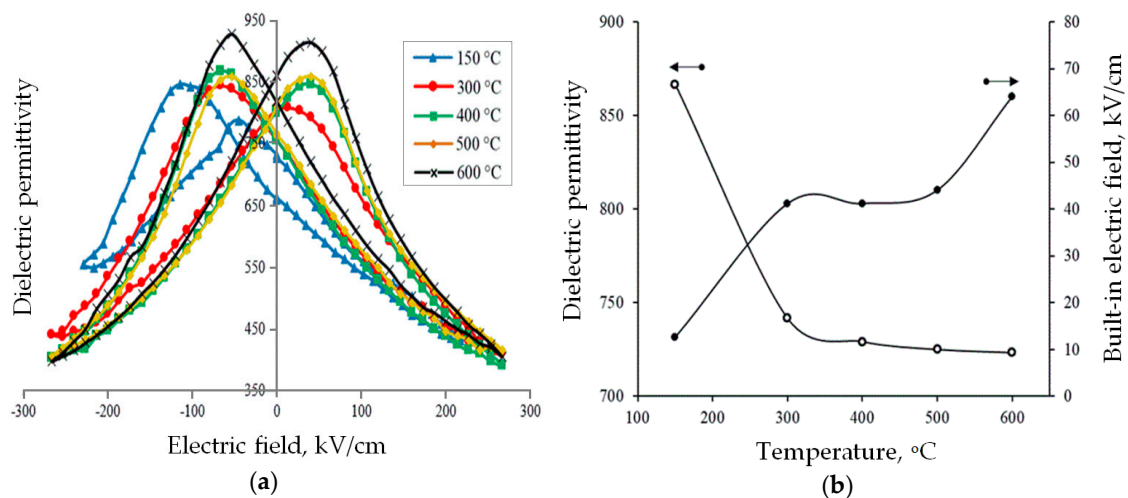 Dielectric permittivity
950
850
750
650
550
450
350
-300
-200
-100
0
100
200
300
Electric field, kV/cm
150 °C
300 °C
400 °C
500 °C
600 °C
(a)
Dielectric permittivity
900
850
800
750
700
100
200
300
400
500
600
Temperature, °C
80
70
60
50
40
30
20
10
0
Built-in electric field, kV/cm
(b)